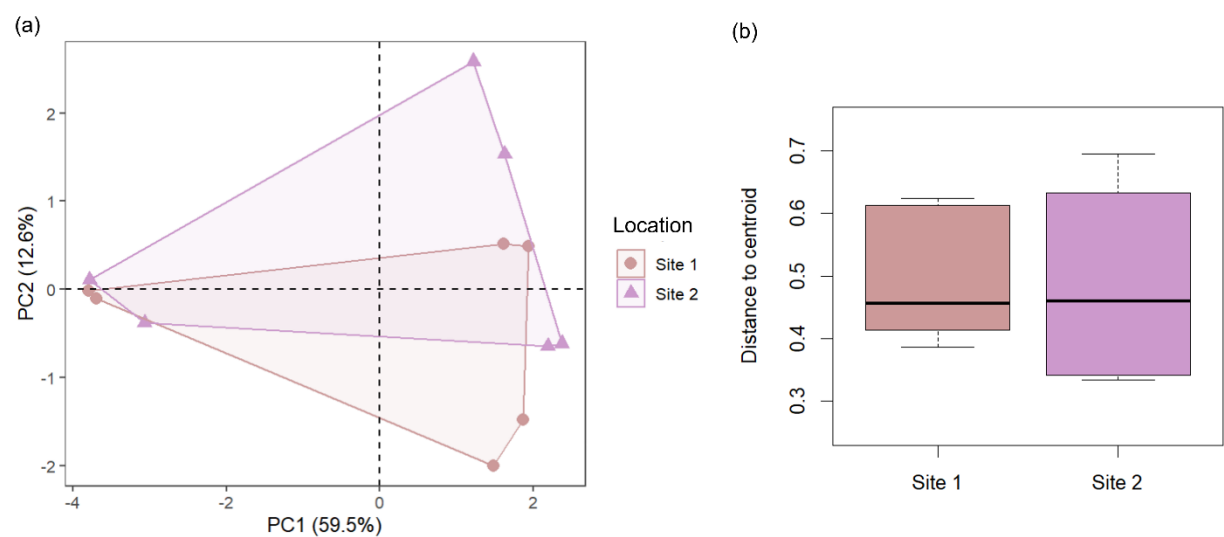 (a)
PC2 (12.6%)
2
1
0
-1
-2
-4
-2
0
2
PC1 (59.5%)
Location
Site 1
Site 2
(b)
Distance to centroid
0.7
0.6
0.5
0.4
0.3
Site 1
Site 2